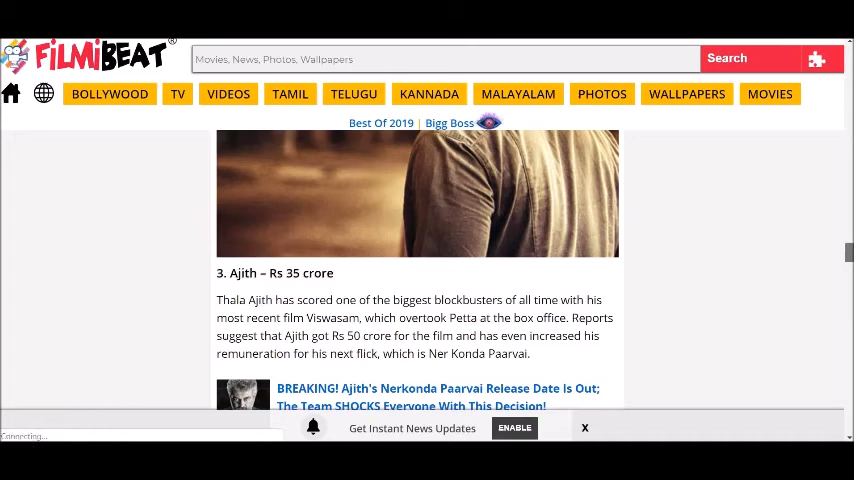 FILMIBEAT®
Movies, News, Photos, Wallpapers
Search
BOLLYWOOD TV VIDEOS TAMIL TELUGU KANNADA MALAYALAM PHOTOS WALLPAPERS MOVIES
Best Of 2019 | Bigg Boss
3. Ajith – Rs 35 crore
Thala Ajith has scored one of the biggest blockbusters of all time with his
most recent film Viswasam, which overtook Petta at the box office. Reports
suggest that Ajith got Rs 50 crore for the film and has even increased his
remuneration for his next flick, which is Ner Konda Paarvai.
BREAKING! Ajith's Nerkonda Paarvai Release Date Is Out;
The Team SHOCKS Everyone With This Decision!
Get Instant News Updates ENABLE X
Connecting...